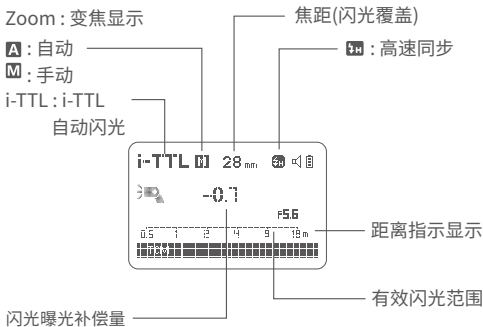 Zoom : 变焦显示
A : 自动
M : 手动
i-TTL : i-TTL
自动闪光
焦距(闪光覆盖)
H : 高速同步
i-TTL M 28 mm H
-0.7
F5.6
0.5 1 2 4 9 18 m
距离指示显示
有效闪光范围
闪光曝光补偿量